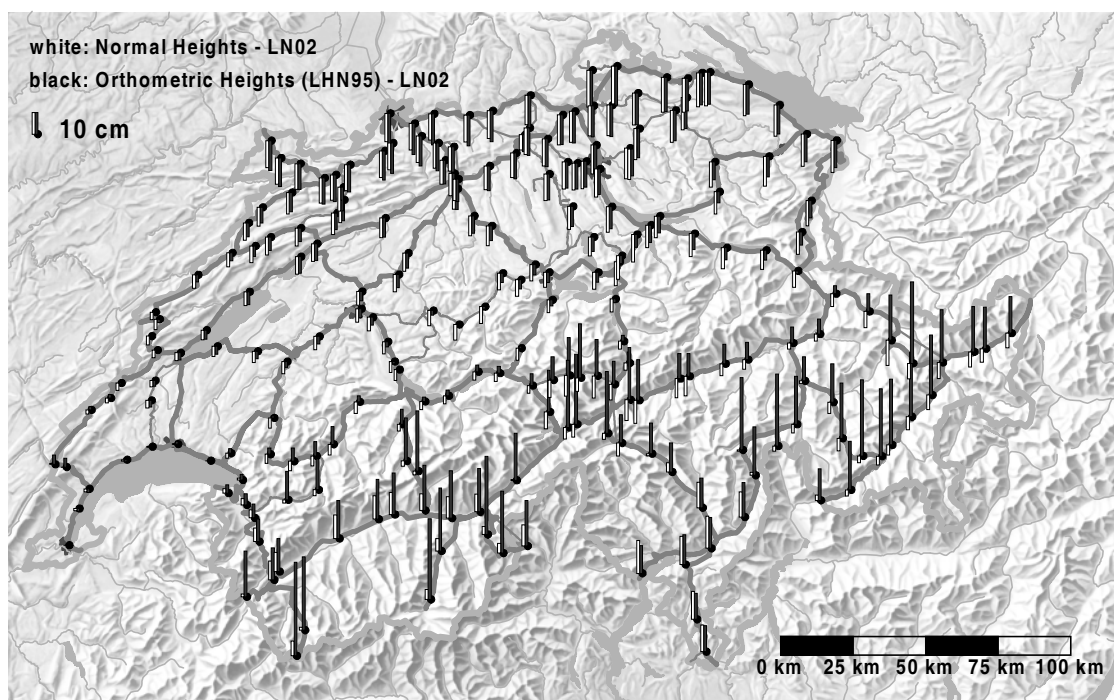 white: Normal Heights - LN02
black: Orthometric Heights (LHN95) - LN02
10 cm
0 km 25 km 50 km 75 km 100 km